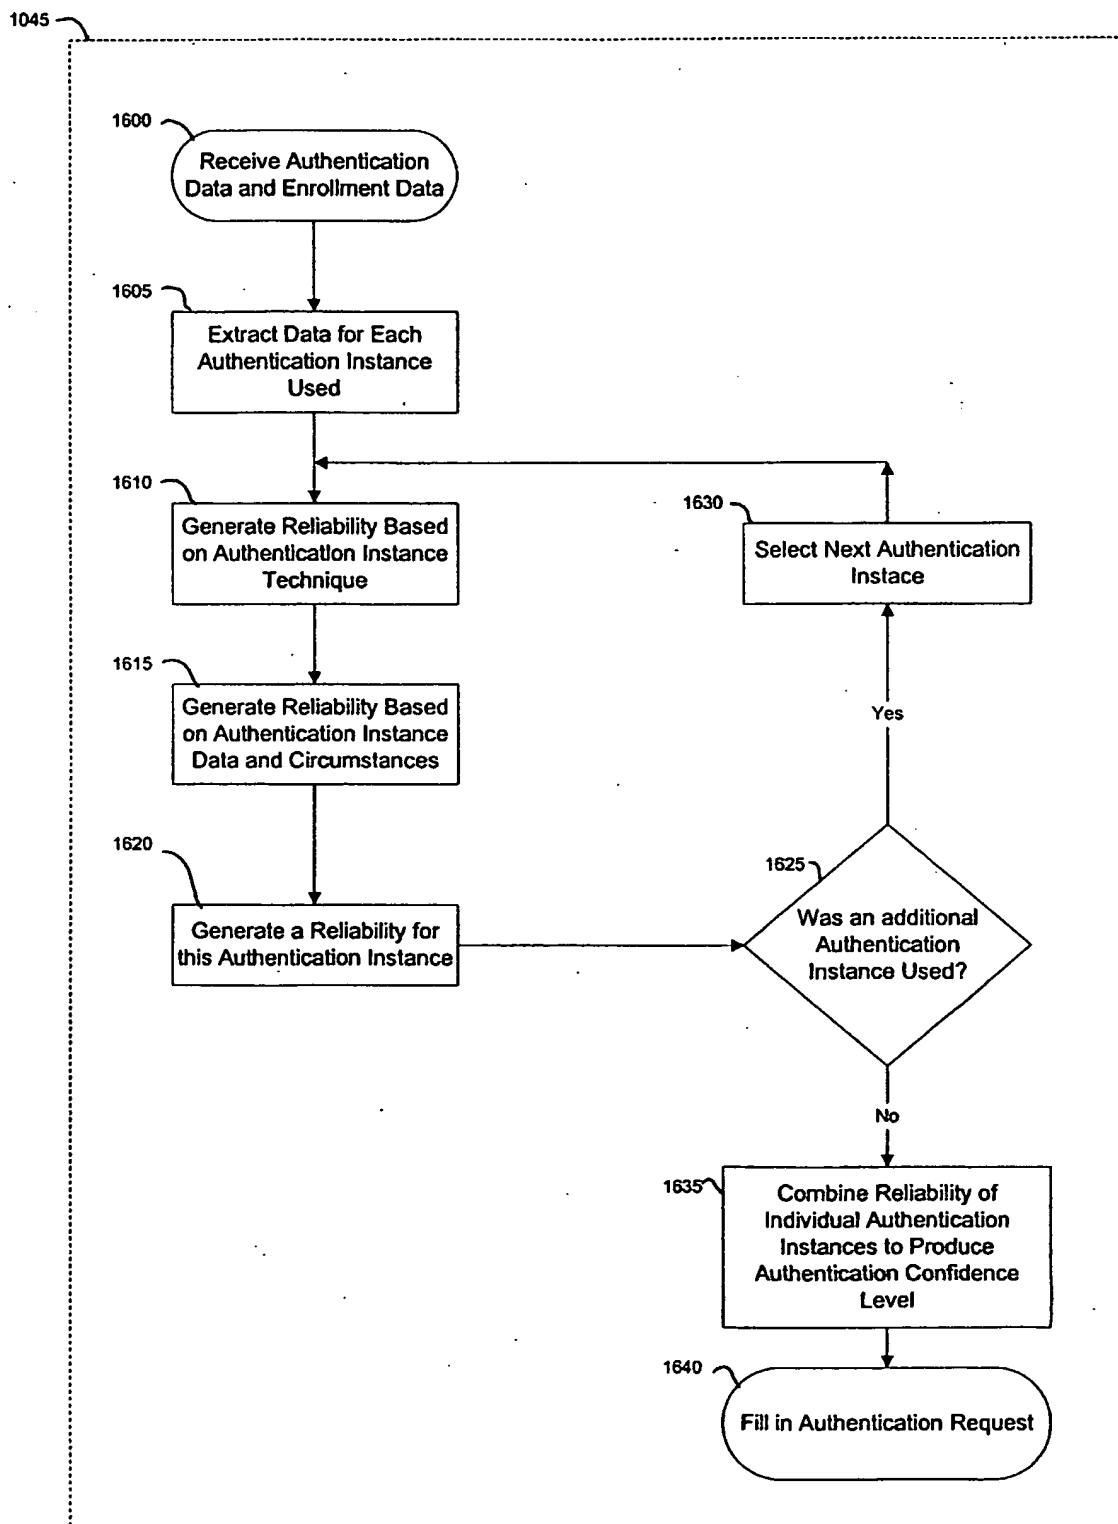 1045
1600
Receive Authentication
Data and Enrollment Data
1605
Extract Data for Each
Authentication Instance
Used
1610
Generate Reliability Based
on Authentication Instance
Technique
1630
Select Next Authentication
Instace
1615
Generate Reliability Based
on Authentication Instance
Data and Circumstances
Yes
1620
Generate a Reliability for
this Authentication Instance
1625
Was an additional
Authentication
Instance Used?
No
1635
Combine Reliability of
Individual Authentication
Instances to Produce
Authentication Confidence
Level
1640
Fill in Authentication Request